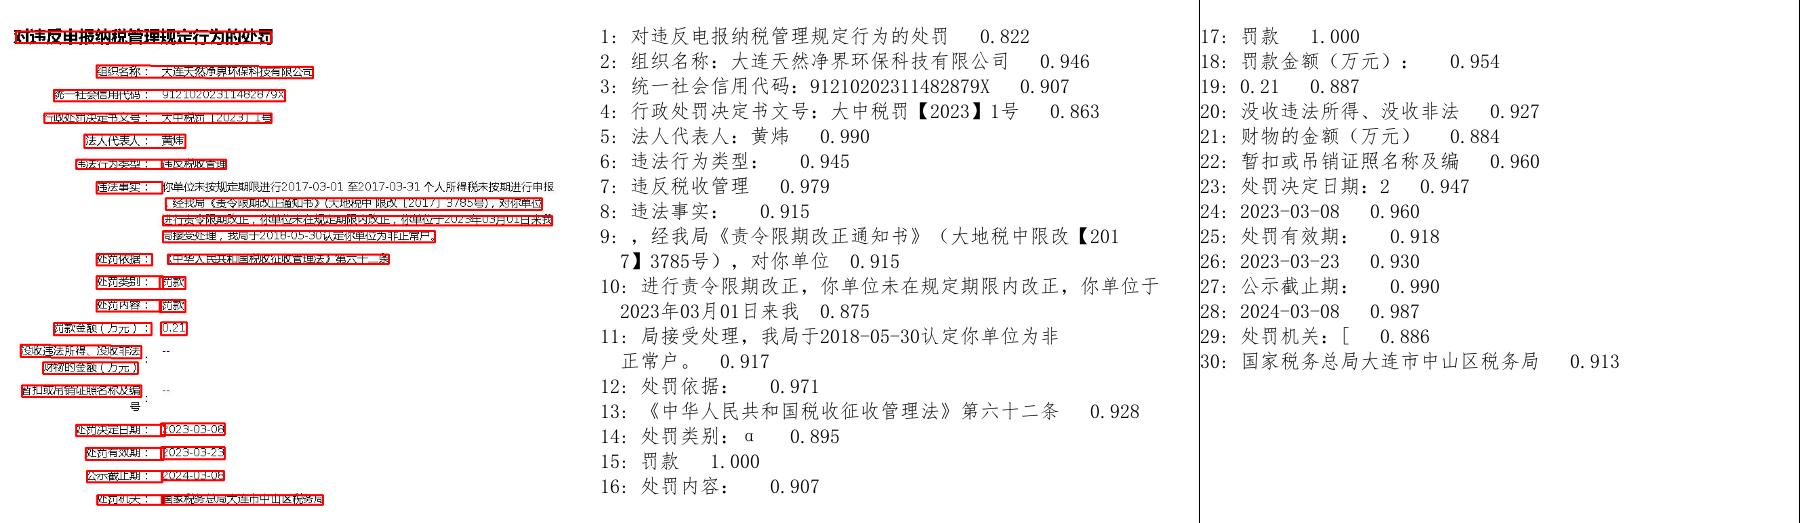 对违反申报纳税管理规定行为的处罚
组织名称： 大连天然净界环保科技有限公司
统一社会信用代码： 91210202311482879X
行政处罚决定书文号： 大中税罚【2023】1号
法人代表人： 黄炜
违法行为类型： 违反税收管理
违法事实： 你单位未按规定期限进行2017-03-01 至2017-03-31 个人所得税未按期进行申报
，经我局《责令限期改正通知书》(大地税中 限改【2017】3785号)，对你单位
进行责令限期改正，你单位未在规定期限内改正，你单位于2023年03月01日来我
局接受处理，我局于2018-05-30认定你单位为非正常户。
处罚依据： 《中华人民共和国税收征收管理法》第六十二条
处罚类别： 罚款
处罚内容： 罚款
罚款金额（万元）： 0.21
没收违法所得、没收非法 --
财物的金额（万元） ：
暂扣或吊销证照名称及编 --
号 ：
处罚决定日期： 2023-03-08
处罚有效期： 2023-03-23
公示截止期： 2024-03-08
处罚机关： 国家税务总局大连市中山区税务局
1: 对违反电报纳税管理规定行为的处罚 0.822
2: 组织名称：大连天然净界环保科技有限公司 0.946
3: 统一社会信用代码：91210202311482879X 0.907
4: 行政处罚决定书文号：大中税罚【2023】1号 0.863
5: 法人代表人：黄炜 0.990
6: 违法行为类型： 0.945
7: 违反税收管理 0.979
8: 违法事实： 0.915
9: ，经我局《责令限期改正通知书》（大地税中限改【201
7】3785号），对你单位 0.915
10: 进行责令限期改正，你单位未在规定期限内改正，你单位于
2023年03月01日来我 0.875
11: 局接受处理，我局于2018-05-30认定你单位为非
正常户。 0.917
12: 处罚依据： 0.971
13: 《中华人民共和国税收征收管理法》第六十二条 0.928
14: 处罚类别：α 0.895
15: 罚款 1.000
16: 处罚内容： 0.907
17: 罚款 1.000
18: 罚款金额（万元）： 0.954
19: 0.21 0.887
20: 没收违法所得、没收非法 0.927
21: 财物的金额（万元） 0.884
22: 暂扣或吊销证照名称及编 0.960
23: 处罚决定日期：2 0.947
24: 2023-03-08 0.960
25: 处罚有效期： 0.918
26: 2023-03-23 0.930
27: 公示截止期： 0.990
28: 2024-03-08 0.987
29: 处罚机关：[ 0.886
30: 国家税务总局大连市中山区税务局 0.913